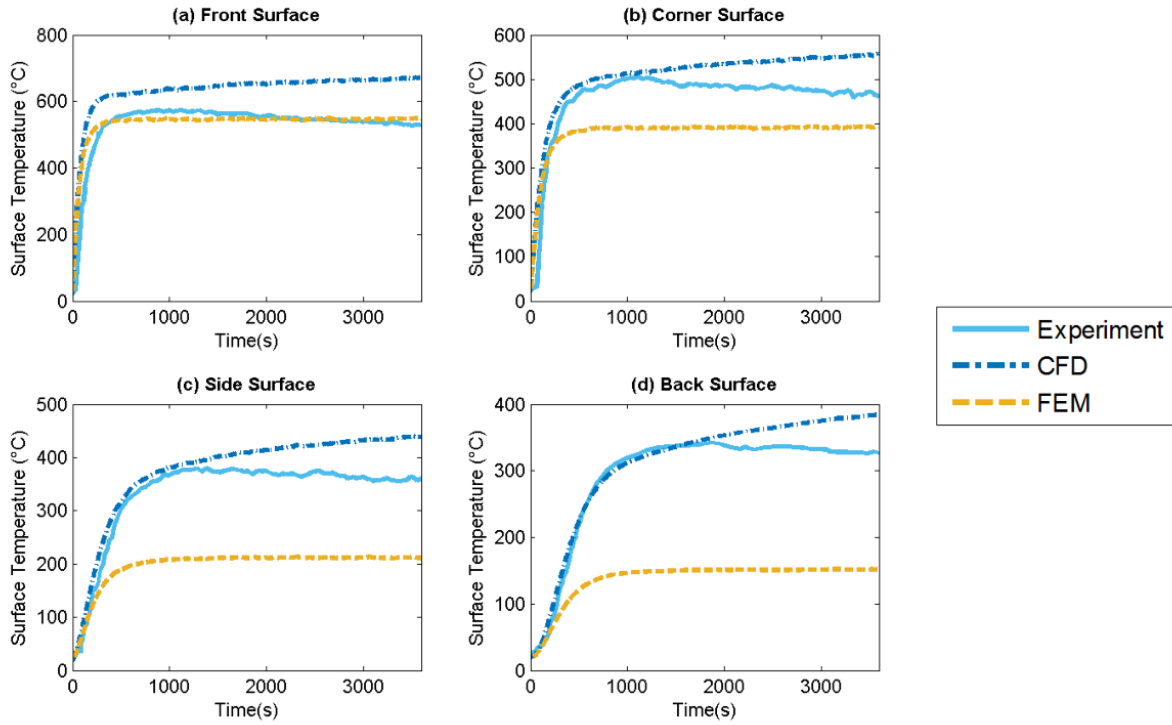 (a) Front Surface
800
600
400
200
0
0 1000 2000 3000
Surface Temperature (°C)
Time(s)
(b) Corner Surface
600
500
400
300
200
100
0
0 1000 2000 3000
Surface Temperature (°C)
Time(s)
(c) Side Surface
500
400
300
200
100
0
0 1000 2000 3000
Surface Temperature (°C)
Time(s)
(d) Back Surface
400
300
200
100
0
0 1000 2000 3000
Surface Temperature (°C)
Time(s)
Experiment
CFD
FEM